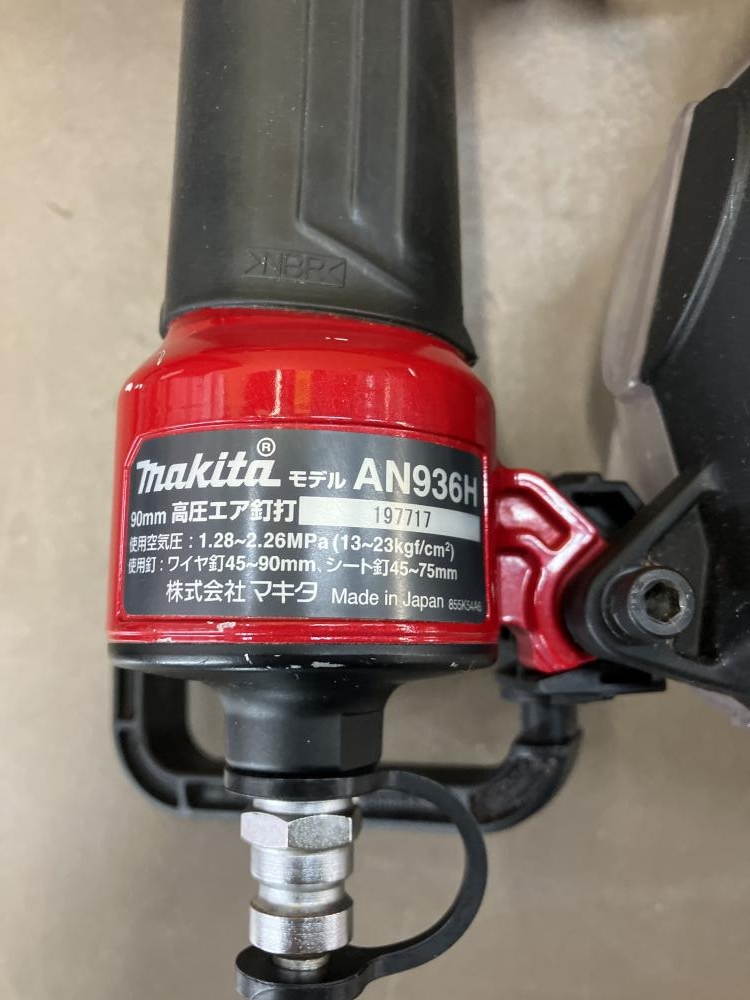 >NBR<
makita® モデル AN936H
90mm 高圧エア釘打 197717
使用空気圧：1.28~2.26MPa (13~23kgf/cm²)
使用釘：ワイヤ釘45~90mm、シート釘45~75mm
株式会社 マキタ Made in Japan